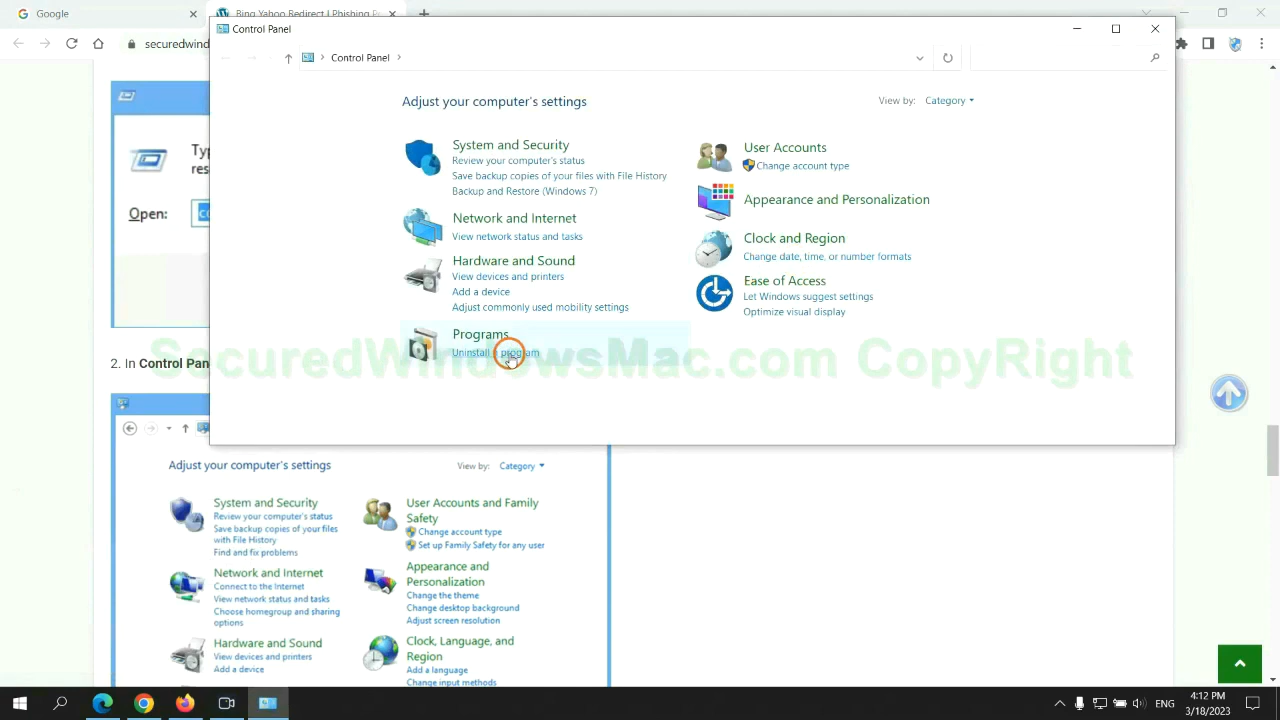 Google
Bing Yahoo Redirect Phishing
Control Panel
securedwind
Control Panel
Adjust your computer's settings
View by: Category
System and Security
Review your computer's status
Save backup copies of your files with File History
Backup and Restore (Windows 7)
Network and Internet
View network status and tasks
Hardware and Sound
View devices and printers
Add a device
Adjust commonly used mobility settings
Programs
Uninstall a program
User Accounts
Change account type
Appearance and Personalization
Clock and Region
Change date, time, or number formats
Ease of Access
Let Windows suggest settings
Optimize visual display
SecuredWindowsMac.com CopyRight
Open:
2. In Control Pan
Adjust your computer's settings
View by: Category
System and Security
Review your computer's status
Save backup copies of your files
with File History
Find and fix problems
Network and Internet
Connect to the Internet
View network status and tasks
Choose homegroup and sharing
options
Hardware and Sound
View devices and printers
Add a device
User Accounts and Family
Safety
Change account type
Set up Family Safety for any user
Appearance and
Personalization
Change the theme
Change desktop background
Adjust screen resolution
Clock, Language, and
Region
Add a language
Change input methods
ENG
4:12 PM
3/18/2023